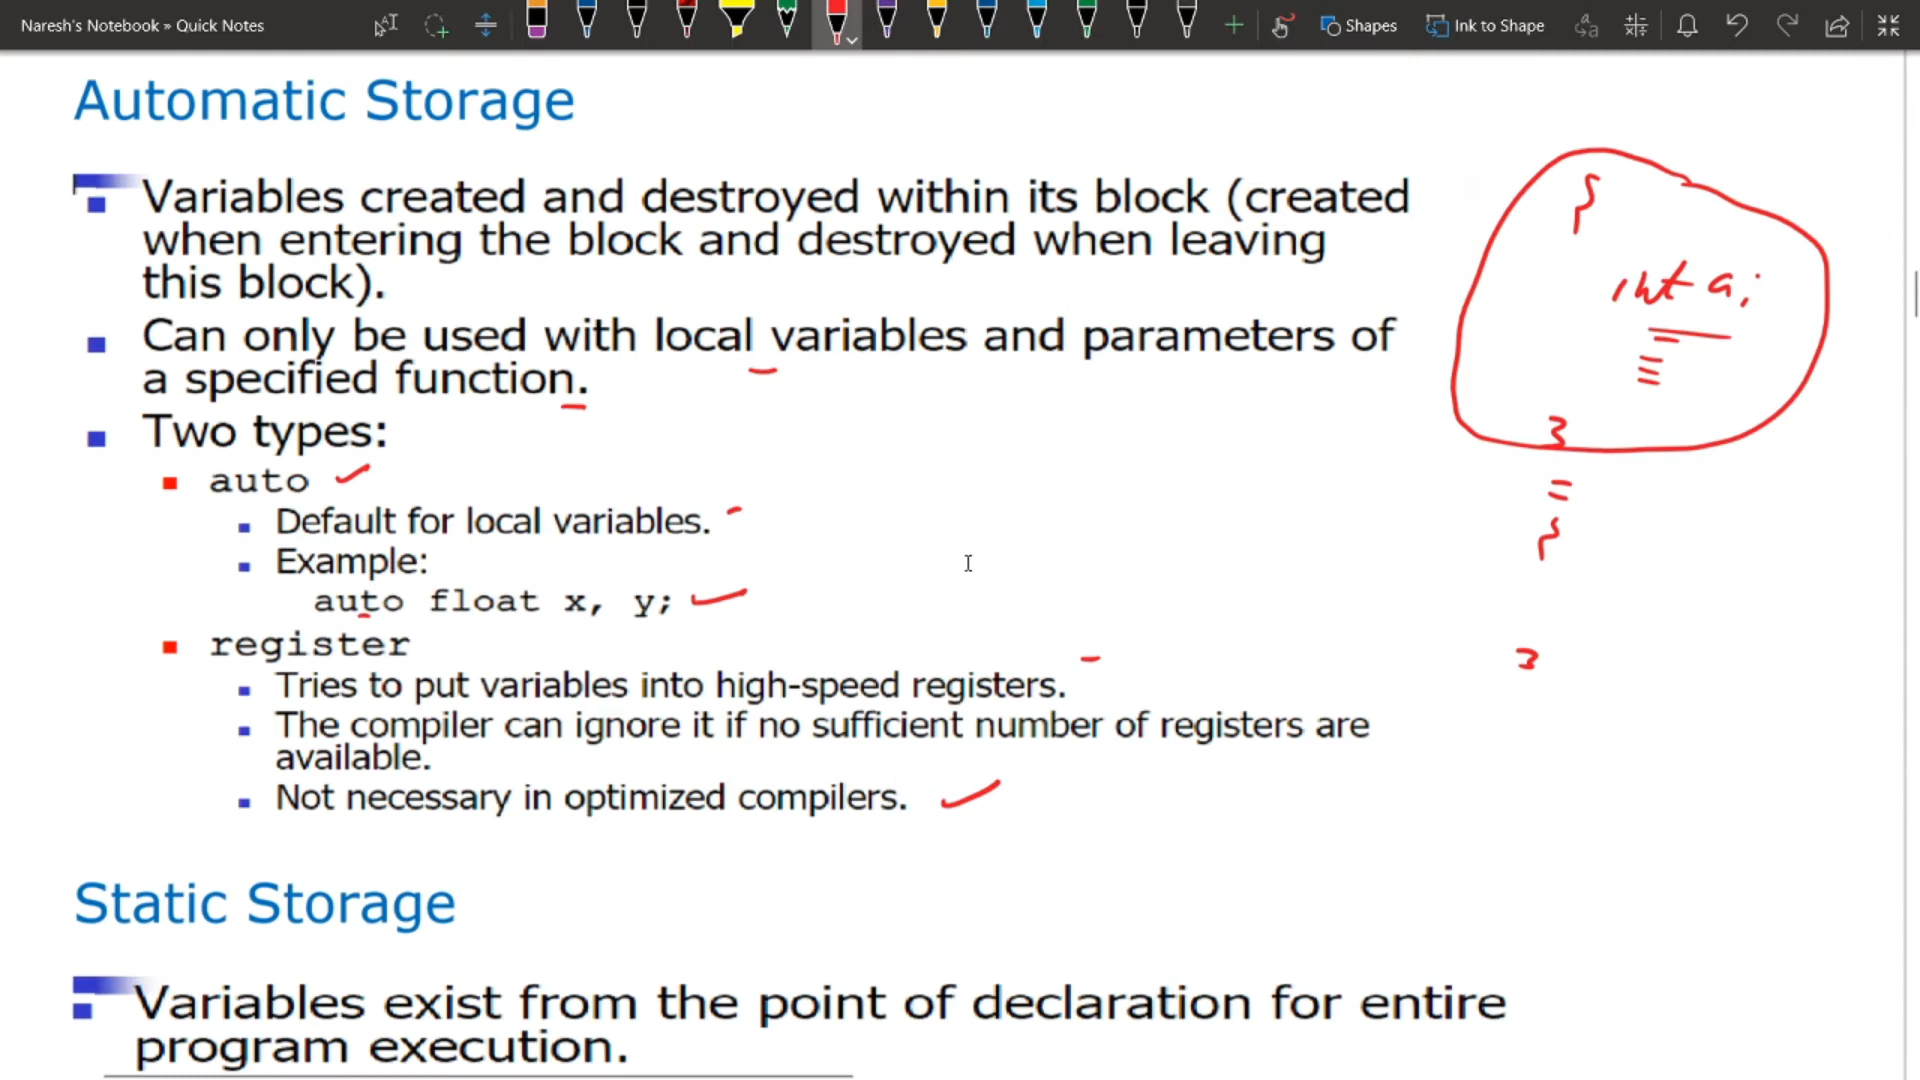 Naresh's Notebook » Quick Notes
Shapes
Ink to Shape
Automatic Storage
Variables created and destroyed within its block (created
when entering the block and destroyed when leaving
this block).
Can only be used with local variables and parameters of
a specified function.
Two types:
auto
Default for local variables.
Example:
auto float x, y;
register
Tries to put variables into high-speed registers.
The compiler can ignore it if no sufficient number of registers are
available.
Not necessary in optimized compilers.
{
int a;
}
{
}
Static Storage
Variables exist from the point of declaration for entire
program execution.